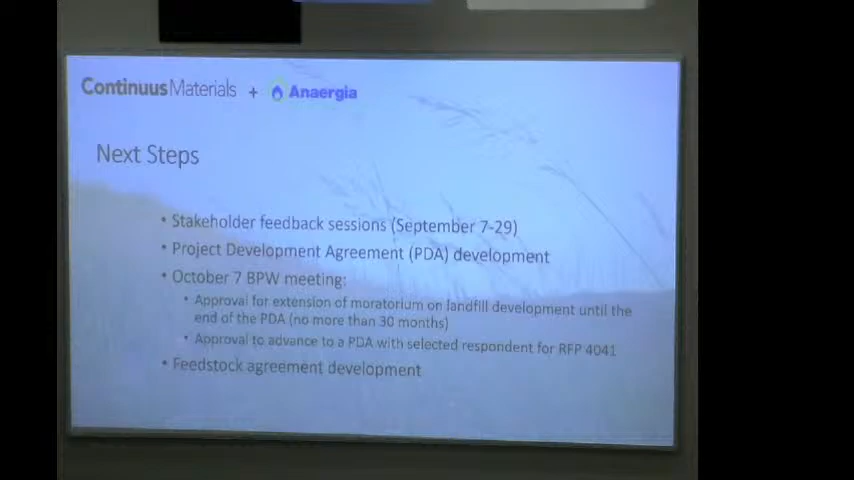 ContinuusMaterials + Anaergia
Next Steps
• Stakeholder feedback sessions (September 7-29)
• Project Development Agreement (PDA) development
• October 7 BPW meeting:
• Approval for extension of moratorium on landfill development until the
end of the PDA (no more than 30 months)
• Approval to advance to a PDA with selected respondent for RFP 4041
• Feedstock agreement development